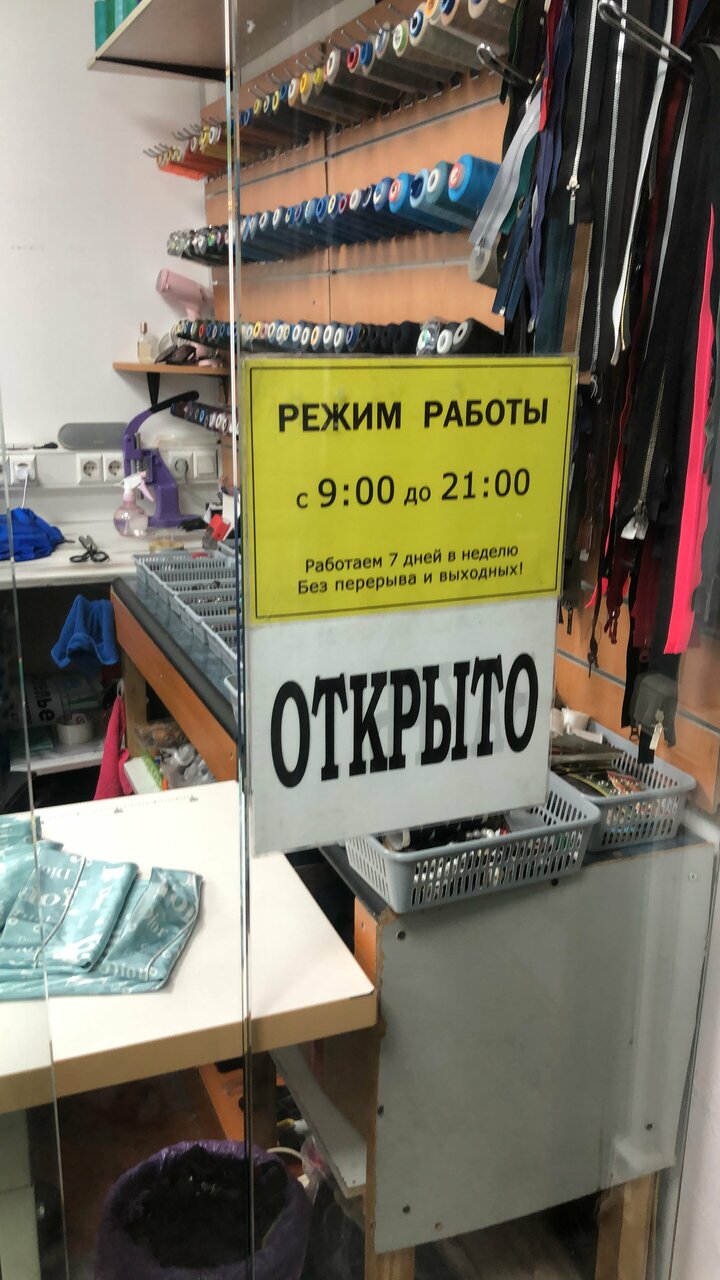 РЕЖИМ РАБОТЫ
с 9:00 до 21:00
Работаем 7 дней в неделю
Без перерыва и выходных!
ОТКРЫТО